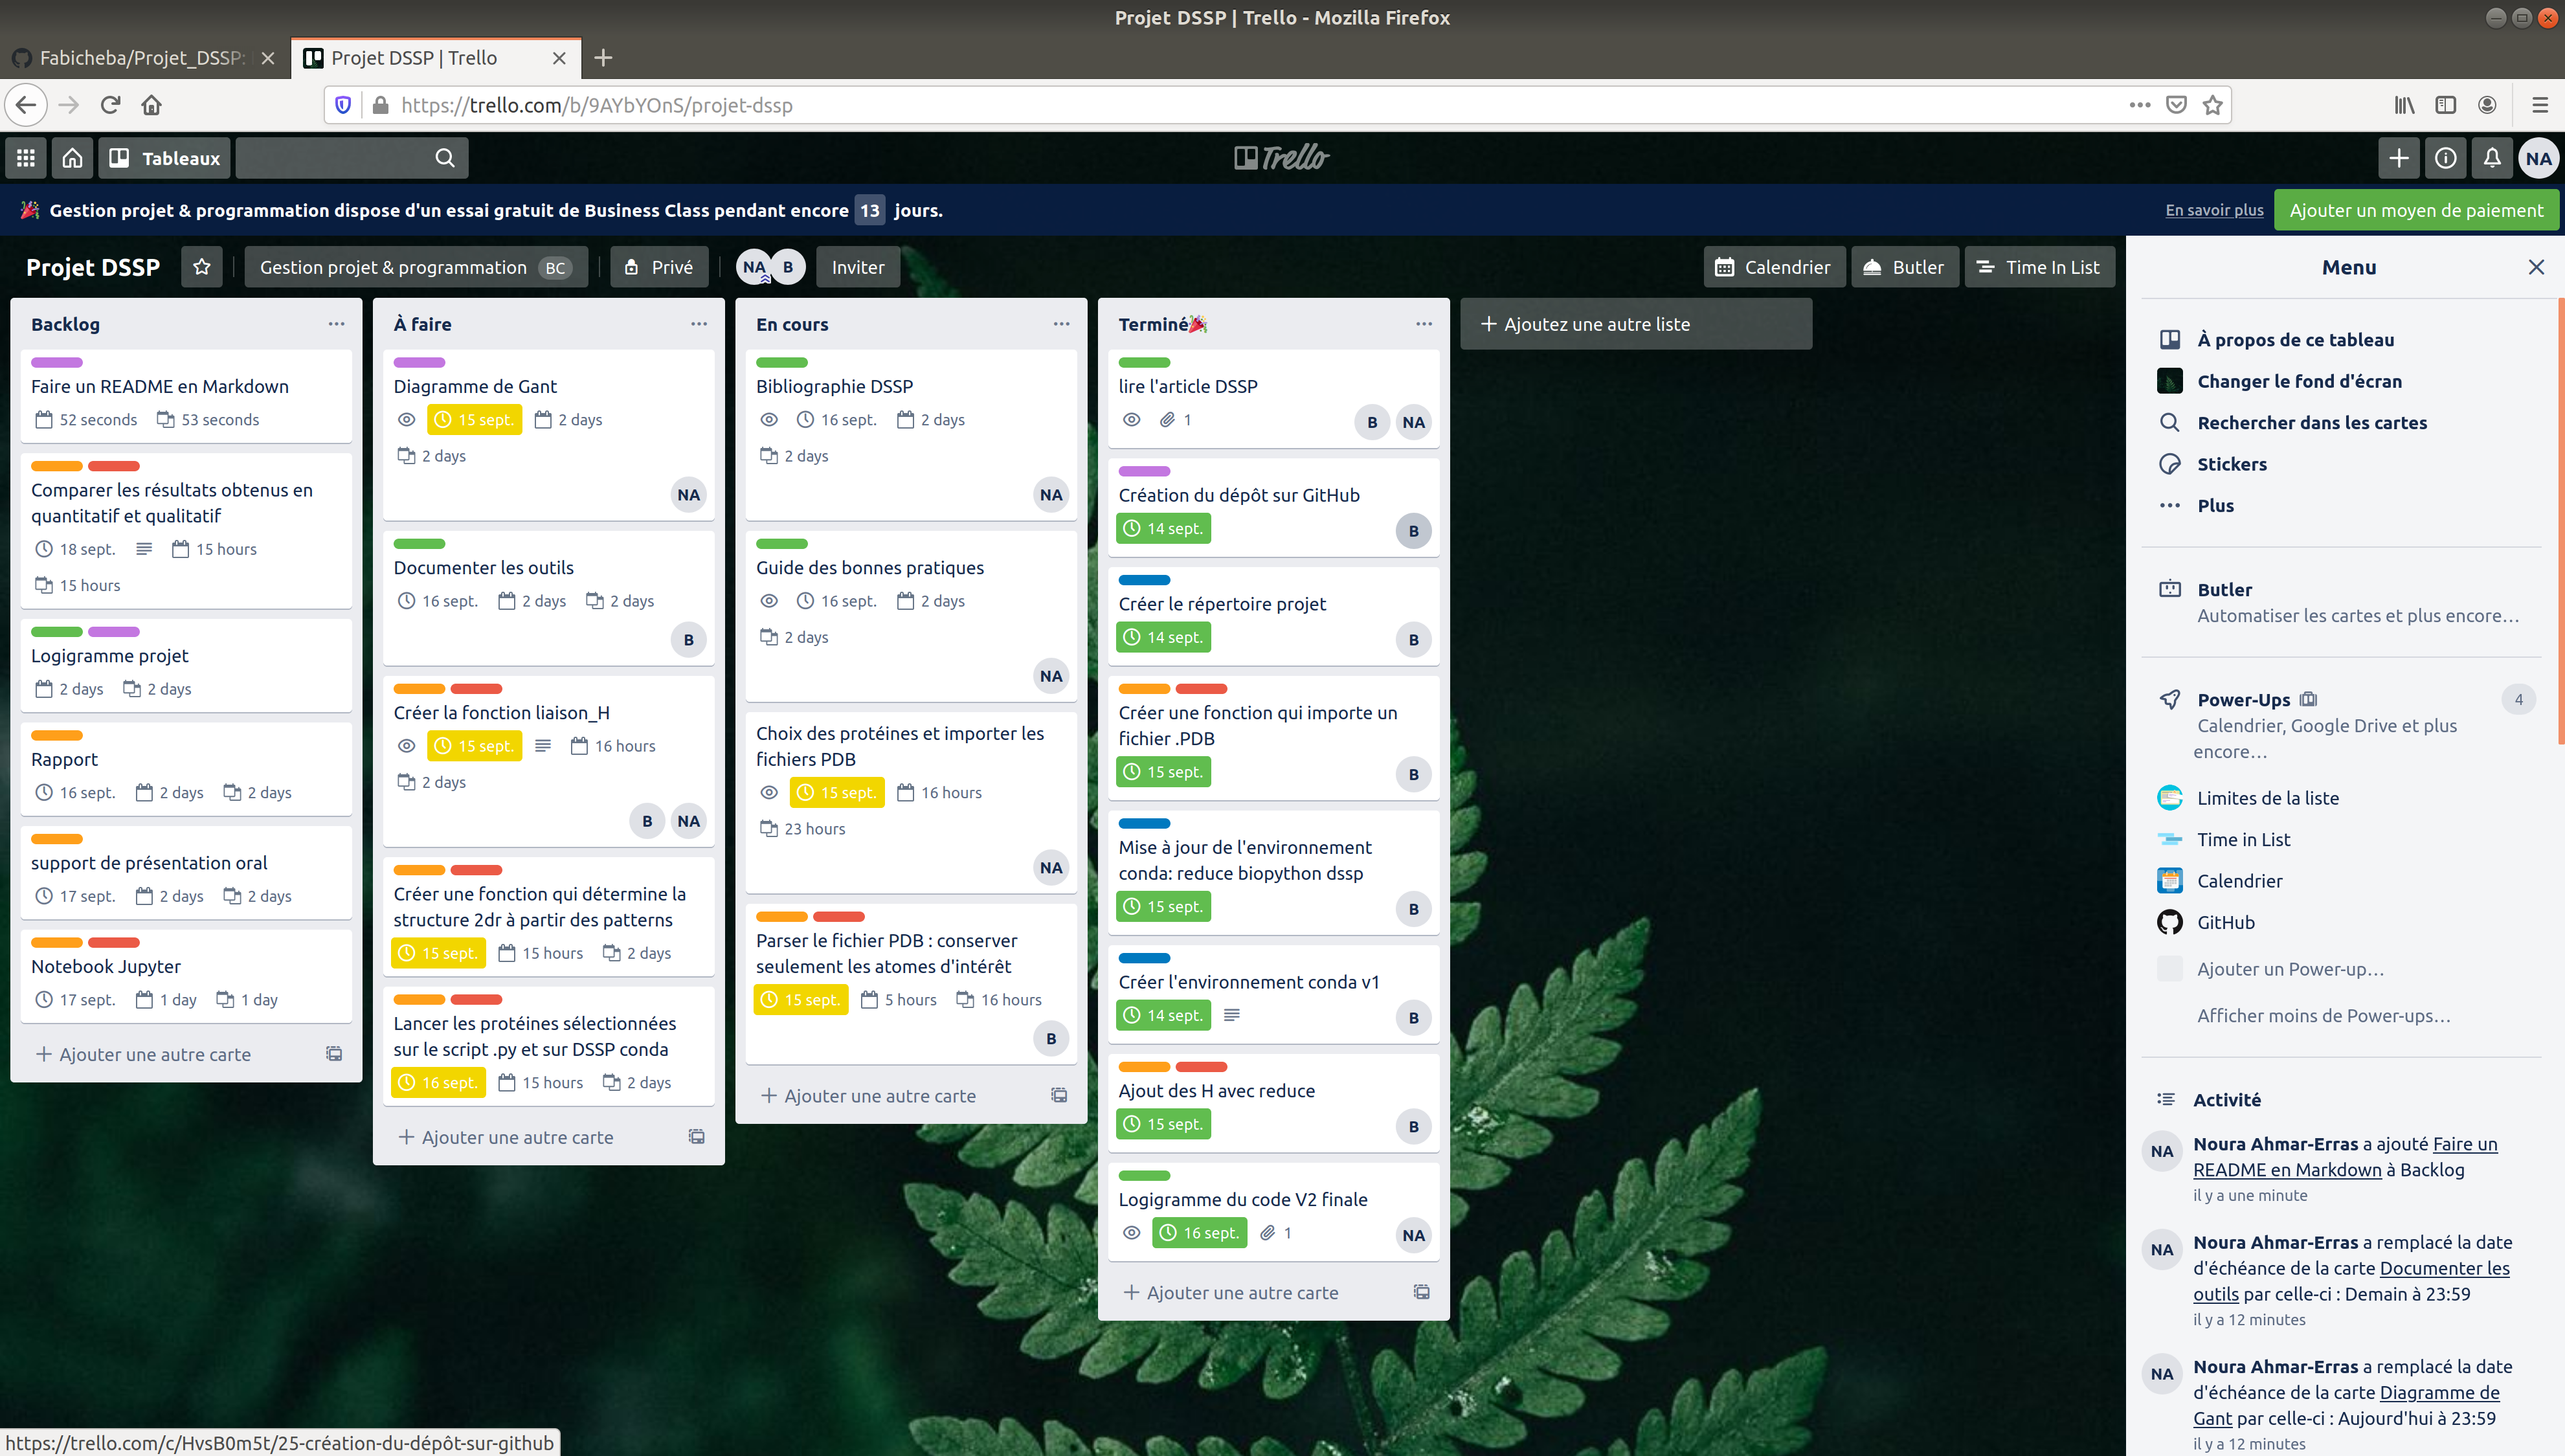 Projet DSSP | Trello - Mozilla Firefox
Fabicheba/Projet_DSSP:
Projet DSSP | Trello
https://trello.com/b/9AYbYOnS/projet-dssp
Tableaux
Trello
NA
Gestion projet & programmation dispose d'un essai gratuit de Business Class pendant encore 13 jours.
En savoir plus
Ajouter un moyen de paiement
Projet DSSP
Gestion projet & programmation BC
Privé
NA
B
Inviter
Calendrier
Butler
Time In List
Backlog
Faire un README en Markdown
52 seconds 53 seconds
Comparer les résultats obtenus en
quantitatif et qualitatif
18 sept. 15 hours
15 hours
Logigramme projet
2 days 2 days
Rapport
16 sept. 2 days 2 days
support de présentation oral
17 sept. 2 days 2 days
Notebook Jupyter
17 sept. 1 day 1 day
Ajouter une autre carte
À faire
Diagramme de Gant
15 sept. 2 days
2 days
NA
Documenter les outils
16 sept. 2 days 2 days
B
Créer la fonction liaison_H
15 sept. 16 hours
2 days
B NA
Créer une fonction qui détermine la
structure 2dr à partir des patterns
15 sept. 15 hours 2 days
Lancer les protéines sélectionnées
sur le script .py et sur DSSP conda
16 sept. 15 hours 2 days
Ajouter une autre carte
En cours
Bibliographie DSSP
16 sept. 2 days
2 days
NA
Guide des bonnes pratiques
16 sept. 2 days
2 days
NA
Choix des protéines et importer les
fichiers PDB
15 sept. 16 hours
23 hours
NA
Parser le fichier PDB : conserver
seulement les atomes d'intérêt
15 sept. 5 hours 16 hours
B
Ajouter une autre carte
Terminé
lire l'article DSSP
1
B NA
Création du dépôt sur GitHub
14 sept.
B
Créer le répertoire projet
14 sept.
B
Créer une fonction qui importe un
fichier .PDB
15 sept.
B
Mise à jour de l'environnement
conda: reduce biopython dssp
15 sept.
B
Créer l'environnement conda v1
14 sept.
B
Ajout des H avec reduce
15 sept.
B
Logigramme du code V2 finale
16 sept. 1
NA
Ajouter une autre carte
Ajoutez une autre liste
Menu
À propos de ce tableau
Changer le fond d'écran
Rechercher dans les cartes
Stickers
Plus
Butler
Automatiser les cartes et plus encore…
Power-Ups
4
Calendrier, Google Drive et plus
encore…
Limites de la liste
Time in List
Calendrier
GitHub
Ajouter un Power-up…
Afficher moins de Power-ups…
Activité
NA
Noura Ahmar-Erras a ajouté Faire un
README en Markdown à Backlog
il y a une minute
NA
Noura Ahmar-Erras a remplacé la date
d'échéance de la carte Documenter les
outils par celle-ci : Demain à 23:59
il y a 12 minutes
NA
Noura Ahmar-Erras a remplacé la date
d'échéance de la carte Diagramme de
Gant par celle-ci : Aujourd'hui à 23:59
il y a 12 minutes
https://trello.com/c/HvsB0m5t/25-création-du-dépôt-sur-github